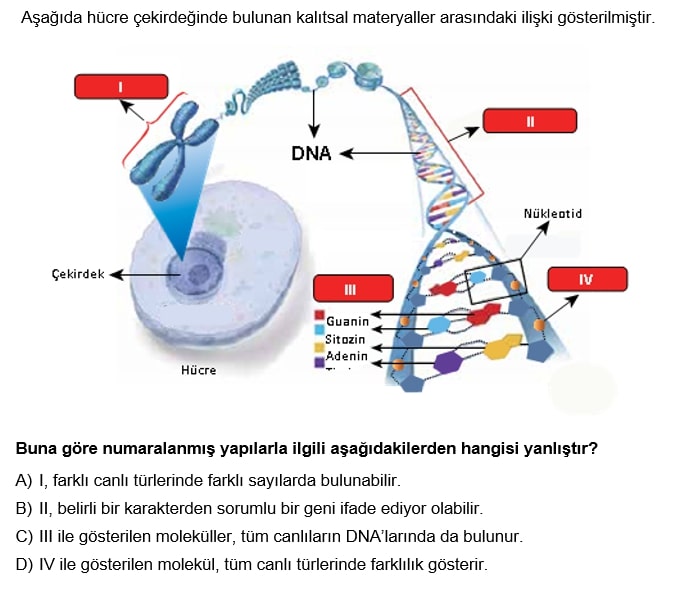 Aşağıda hücre çekirdeğinde bulunan kalıtsal materyaller arasındaki ilişki gösterilmiştir.
I
II
DNA
Nükleotid
Çekirdek
III
IV
Guanin
Sitozin
Adenin
Hücre
Buna göre numaralanmış yapılarla ilgili aşağıdakilerden hangisi yanlıştır?
A) I, farklı canlı türlerinde farklı sayılarda bulunabilir.
B) II, belirli bir karakterden sorumlu bir geni ifade ediyor olabilir.
C) III ile gösterilen moleküller, tüm canlıların DNA'larında da bulunur.
D) IV ile gösterilen molekül, tüm canlı türlerinde farklılık gösterir.